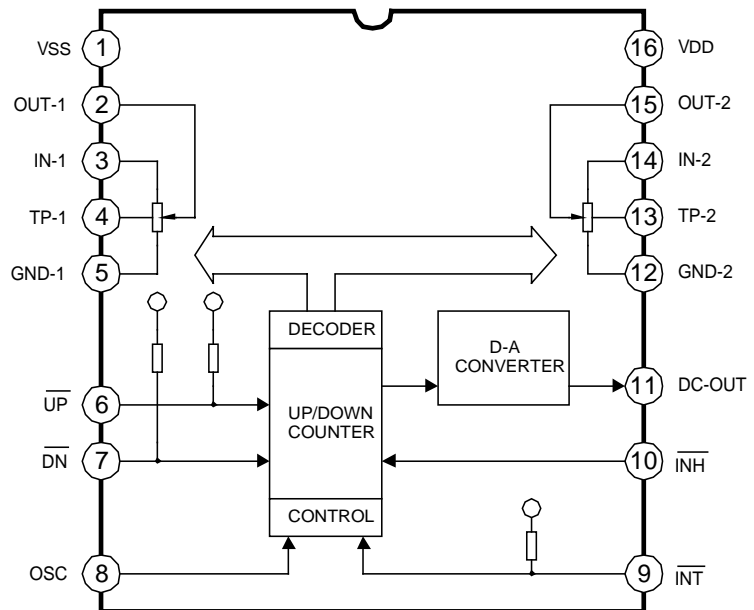 VSS 1
OUT-1 2
IN-1 3
TP-1 4
GND-1 5
UP 6
DN 7
OSC 8
16 VDD
15 OUT-2
14 IN-2
13 TP-2
12 GND-2
11 DC-OUT
10 INH
9 INT
DECODER
UP/DOWN
COUNTER
CONTROL
D-A
CONVERTER